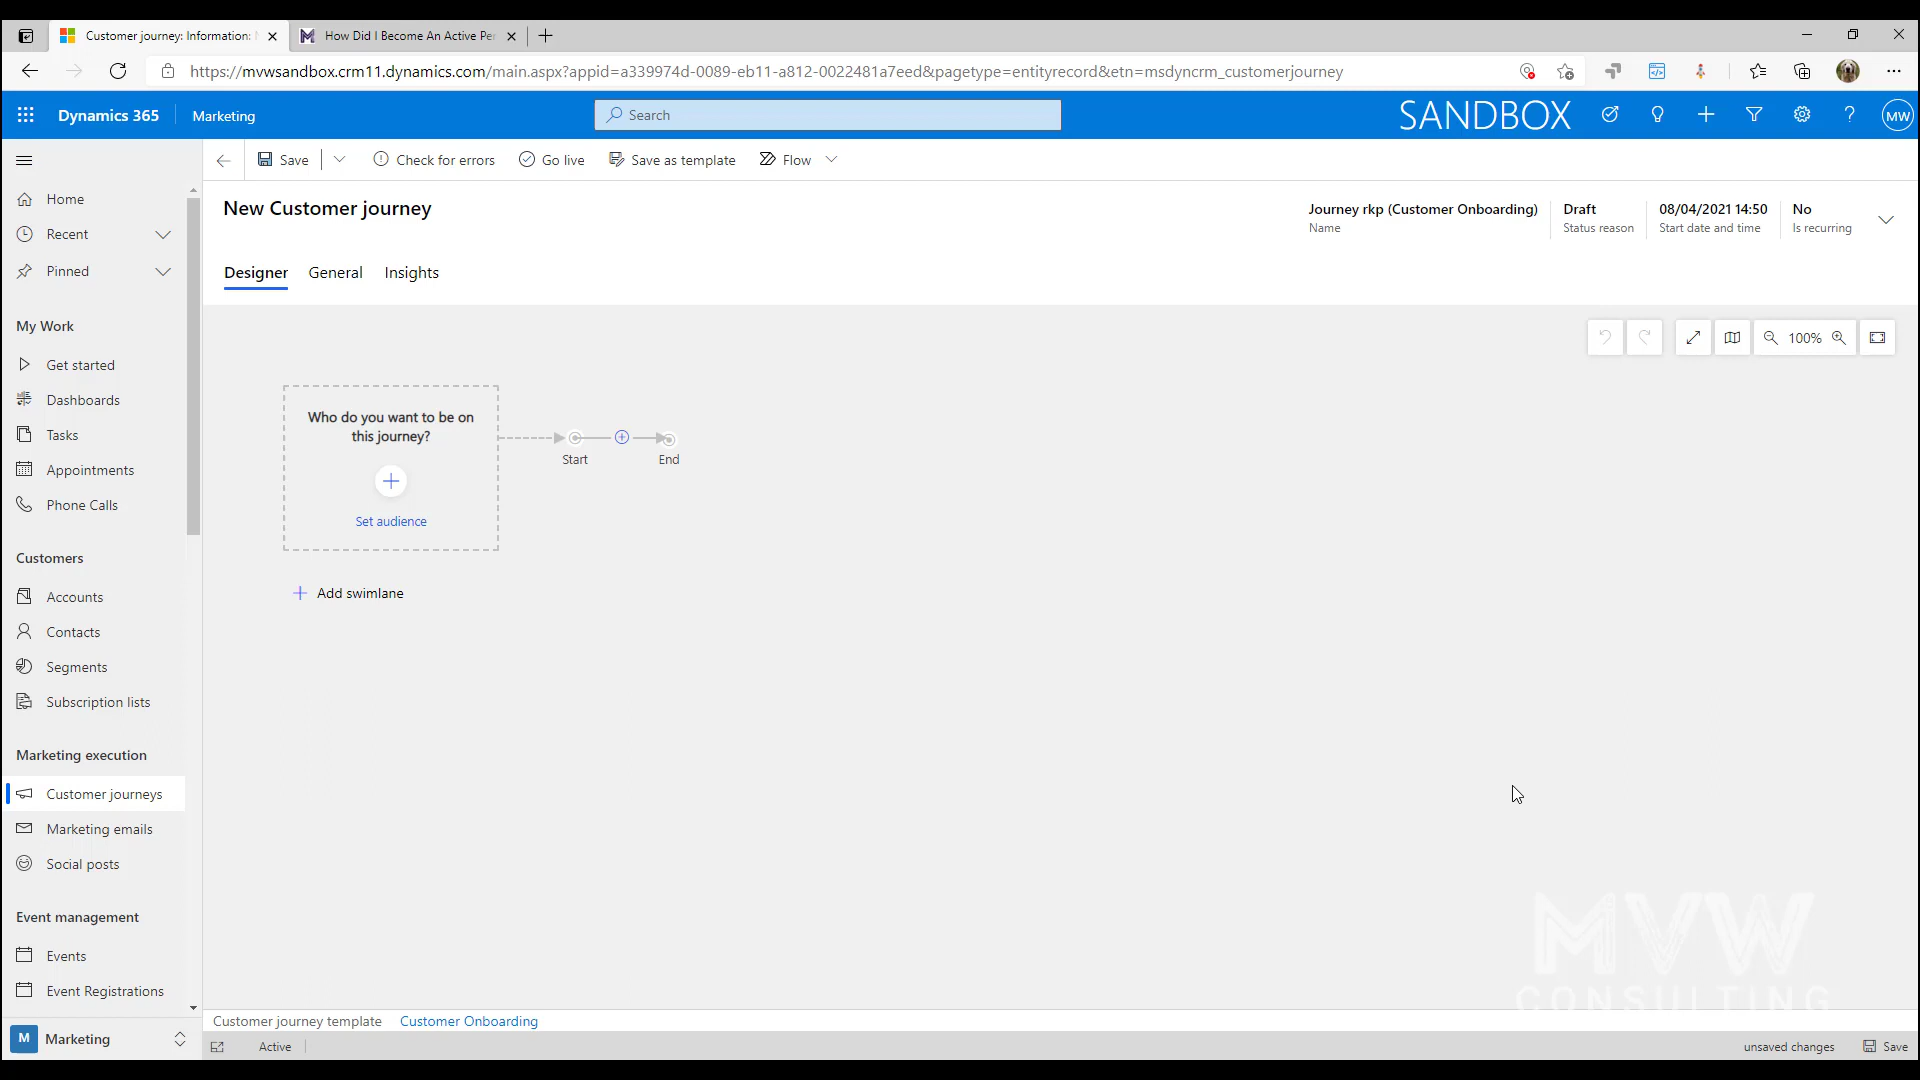 Customer journey: Information:
How Did I Become An Active Per
https://mvwsandbox.crm11.dynamics.com/main.aspx?appid=a339974d-0089-eb11-a812-0022481a7eed&pagetype=entityrecord&etn=msdyncrm_customerjourney
Dynamics 365
Marketing
Search
SANDBOX
MW
Save
Check for errors
Go live
Save as template
Flow
Home
Recent
Pinned
My Work
Get started
Dashboards
Tasks
Appointments
Phone Calls
Customers
Accounts
Contacts
Segments
Subscription lists
Marketing execution
Customer journeys
Marketing emails
Social posts
Event management
Events
Event Registrations
M
Marketing
New Customer journey
Journey rkp (Customer Onboarding)
Name
Draft
Status reason
08/04/2021 14:50
Start date and time
No
Is recurring
Designer
General
Insights
100%
Who do you want to be on
this journey?
Set audience
Start
End
Add swimlane
MVW
CONSULTING
Customer journey template
Customer Onboarding
Active
unsaved changes
Save